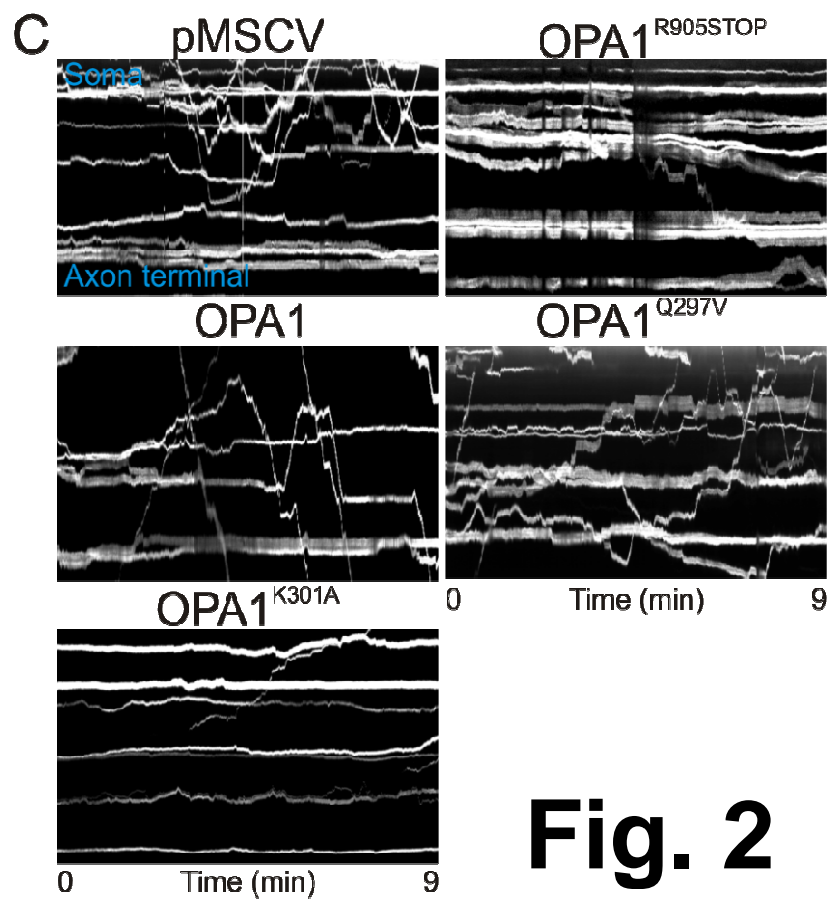 C
pMSCV
OPA1R905STOP
Soma
Axon terminal
OPA1
OPA1Q297V
0 Time (min) 9
OPA1K301A
0 Time (min) 9
Fig. 2